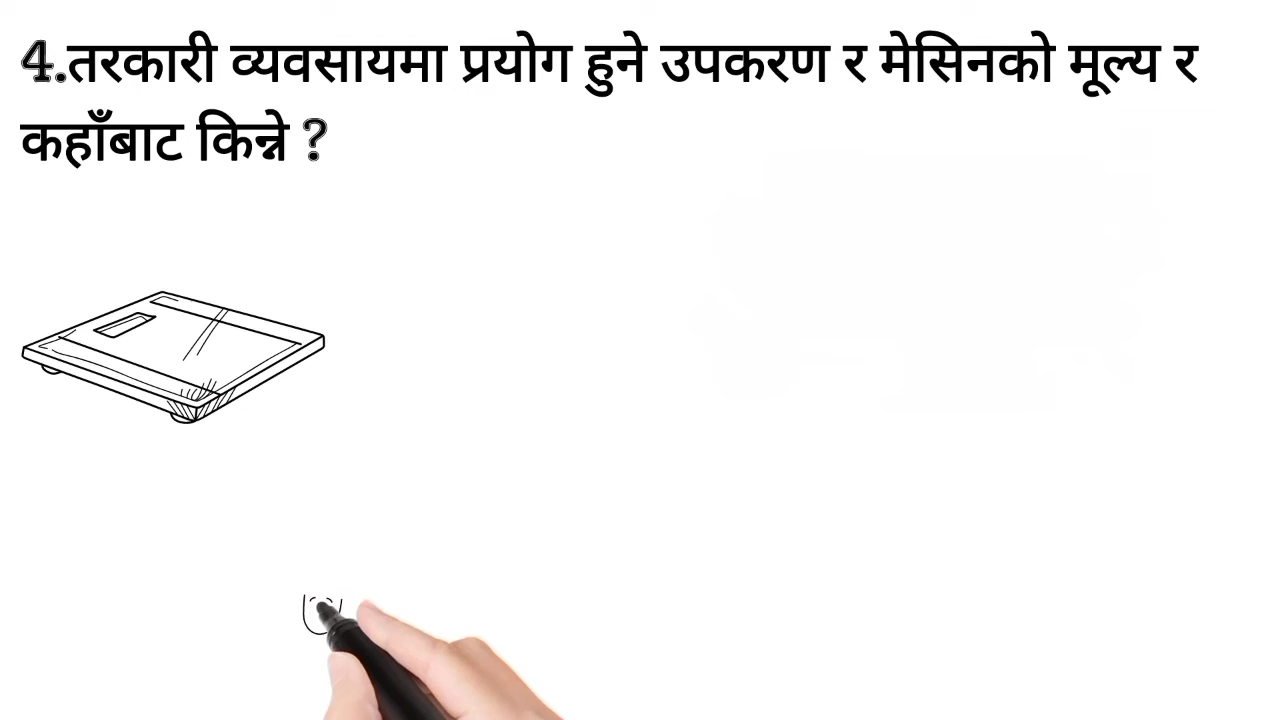 4.तरकारी व्यवसायमा प्रयोग हुने उपकरण र मेसिनको मूल्य र
कहाँबाट किन्ने ?